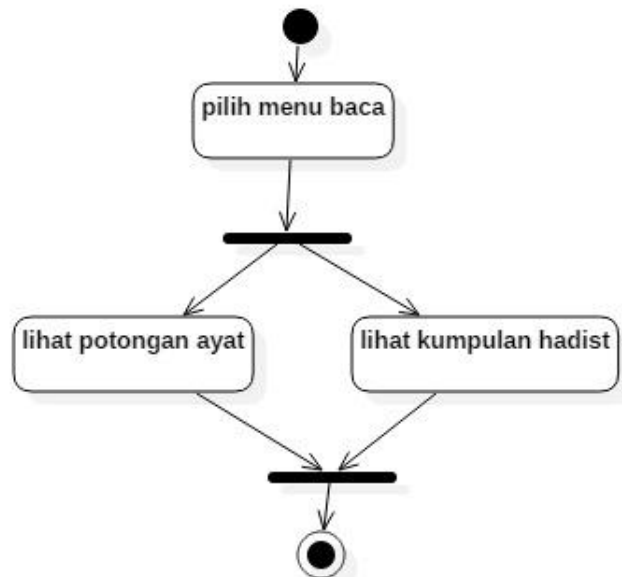 pilih menu baca
lihat potongan ayat
lihat kumpulan hadist